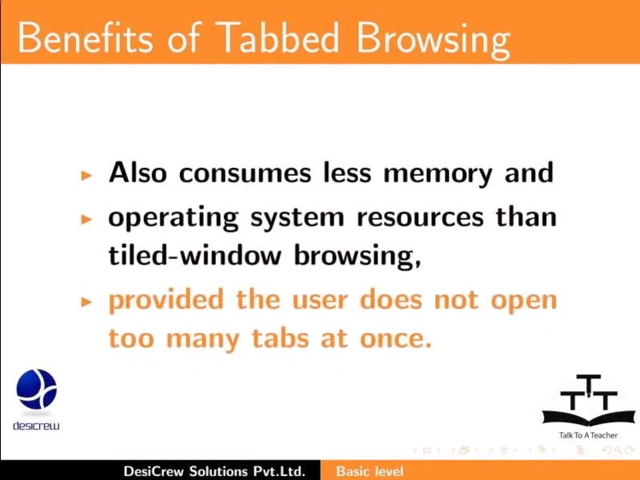 Benefits of Tabbed Browsing
Also consumes less memory and
operating system resources than
tiled-window browsing,
provided the user does not open
too many tabs at once.
desicrew
TTT
Talk To A Teacher
DesiCrew Solutions Pvt.Ltd. Basic level